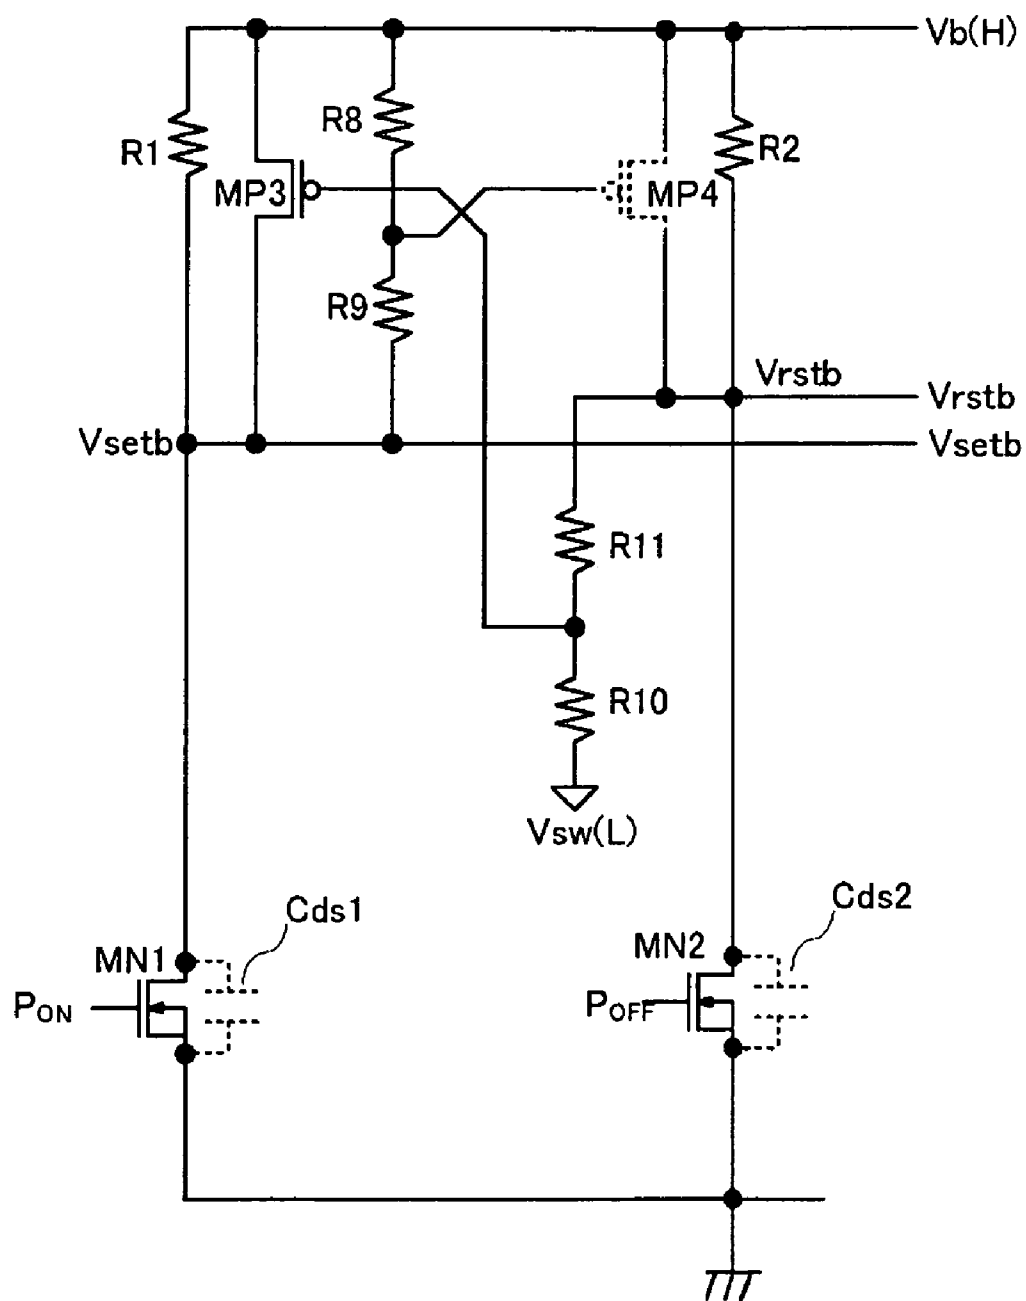 Vb(H)
R8
R1
R2
MP3
MP4
R9
Vrstb
Vrstb
Vsetb
Vsetb
R11
R10
Vsw(L)
Cds1
Cds2
MN1
MN2
PON
POFF